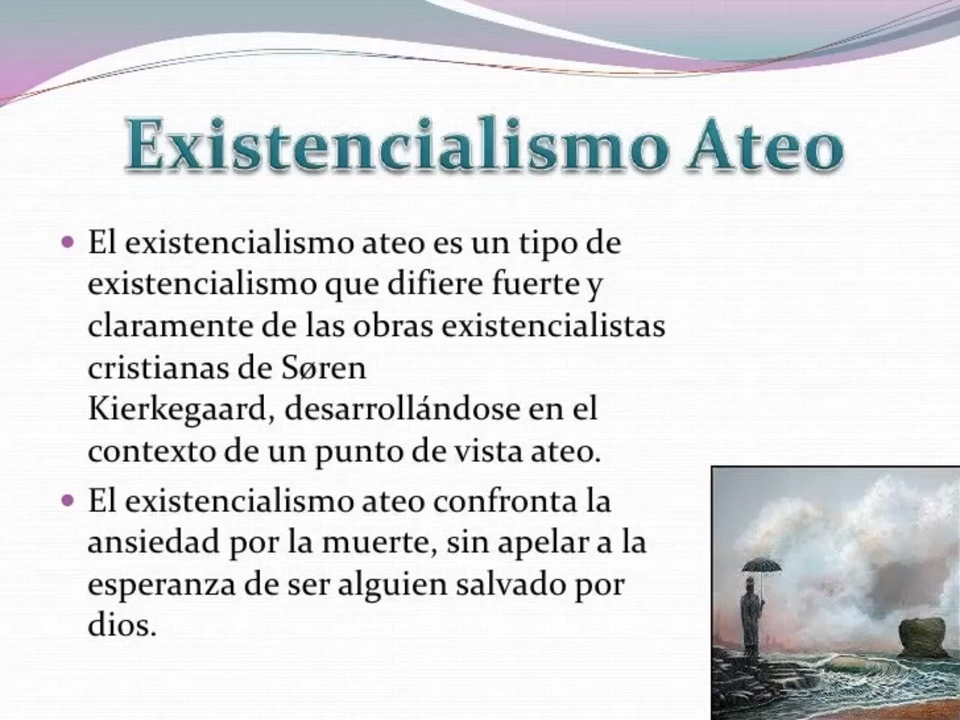 Existencialismo Ateo
• El existencialismo ateo es un tipo de
existencialismo que difiere fuerte y
claramente de las obras existencialistas
cristianas de Søren
Kierkegaard, desarrollándose en el
contexto de un punto de vista ateo.
• El existencialismo ateo confronta la
ansiedad por la muerte, sin apelar a la
esperanza de ser alguien salvado por
dios.